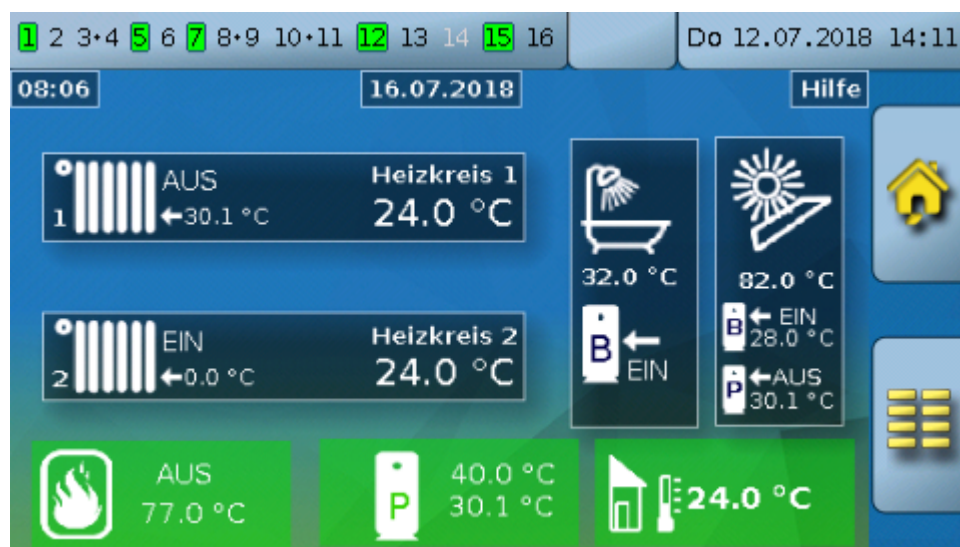 1 2 3•4 5 6 7 8•9 10•11 12 13 14 15 16
Do 12.07.2018 14:11
08:06 16.07.2018 Hilfe
AUS Heizkreis 1
1 ←30.1 °C 24.0 °C
32.0 °C
82.0 °C
EIN Heizkreis 2
2 ←0.0 °C 24.0 °C
B ←
EIN
B ← EIN
28.0 °C
P ←AUS
30.1 °C
AUS
77.0 °C
P 40.0 °C
30.1 °C
24.0 °C